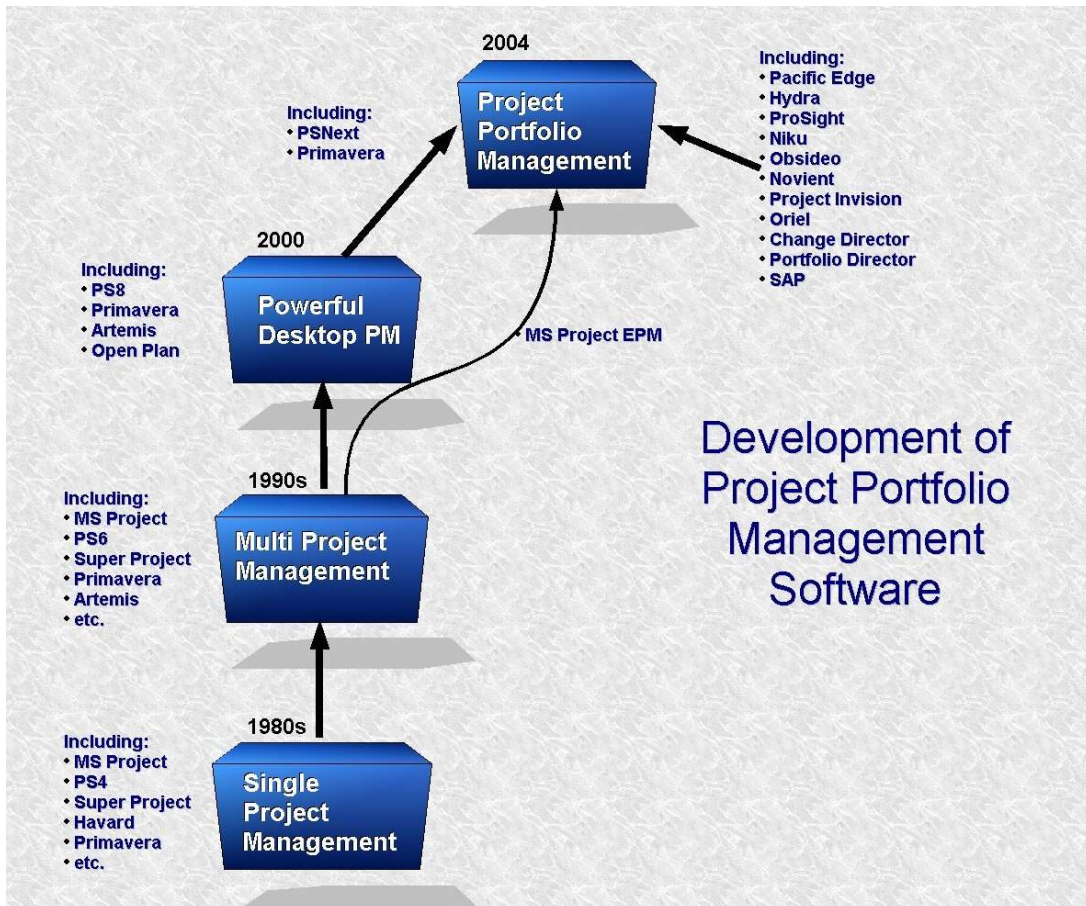 2004
Project
Portfolio
Management
Including:
• PSNext
• Primavera
Including:
• Pacific Edge
• Hydra
• ProSight
• Niku
• Obsideo
• Novient
• Project Invision
• Oriel
• Change Director
• Portfolio Director
• SAP
2000
Powerful
Desktop PM
Including:
• PS8
• Primavera
• Artemis
• Open Plan
• MS Project EPM
Development of
Project Portfolio
Management
Software
1990s
Multi Project
Management
Including:
• MS Project
• PS6
• Super Project
• Primavera
• Artemis
• etc.
1980s
Single
Project
Management
Including:
• MS Project
• PS4
• Super Project
• Havard
• Primavera
• etc.